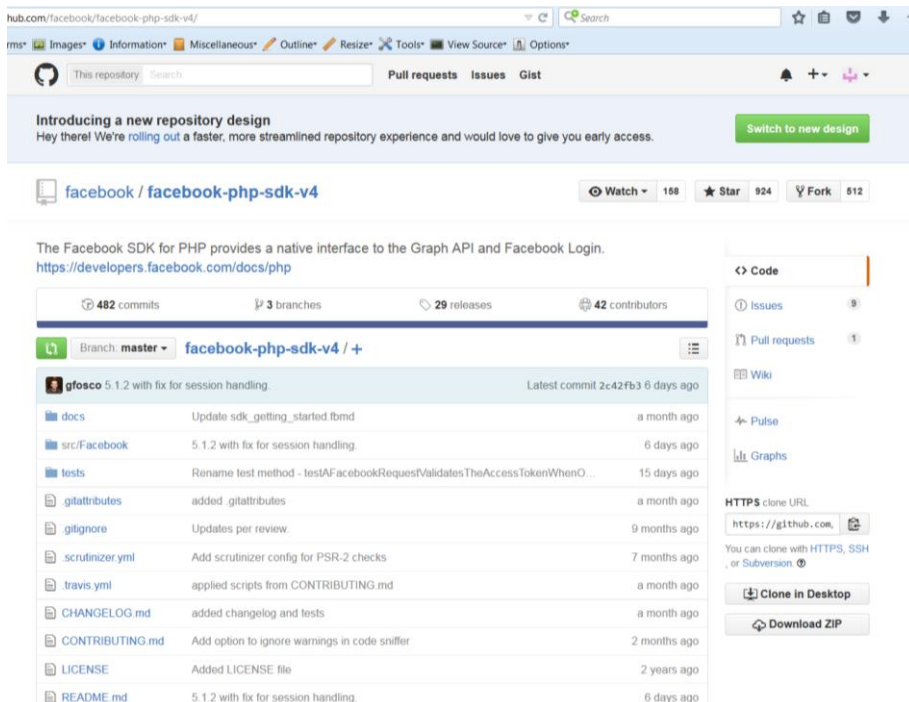 hub.com/facebook/facebook-php-sdk-v4/
Search
rms* Images* Information* Miscellaneous* Outline* Resize* Tools* View Source* Options*
This repository Search
Pull requests Issues Gist
Introducing a new repository design
Hey there! We're rolling out a faster, more streamlined repository experience and would love to give you early access.
Switch to new design
facebook / facebook-php-sdk-v4
Watch 158 Star 924 Fork 512
The Facebook SDK for PHP provides a native interface to the Graph API and Facebook Login.
https://developers.facebook.com/docs/php
482 commits 3 branches 29 releases 42 contributors
Branch: master facebook-php-sdk-v4 / +
gfosco 5.1.2 with fix for session handling. Latest commit 2c42fb3 6 days ago
docs Update sdk_getting_started.fbmd a month ago
src/Facebook 5.1.2 with fix for session handling. 6 days ago
tests Rename test method - testAFacebookRequestValidatesTheAccessTokenWhenO... 15 days ago
.gitattributes added .gitattributes a month ago
.gitignore Updates per review. 9 months ago
.scrutinizer.yml Add scrutinizer config for PSR-2 checks 7 months ago
.travis.yml applied scripts from CONTRIBUTING.md a month ago
CHANGELOG.md added changelog and tests a month ago
CONTRIBUTING.md Add option to ignore warnings in code sniffer 2 months ago
LICENSE Added LICENSE file 2 years ago
README.md 5.1.2 with fix for session handling. 6 days ago
Code
Issues 9
Pull requests 1
Wiki
Pulse
Graphs
HTTPS clone URL
https://github.com,
You can clone with HTTPS, SSH
, or Subversion.
Clone in Desktop
Download ZIP